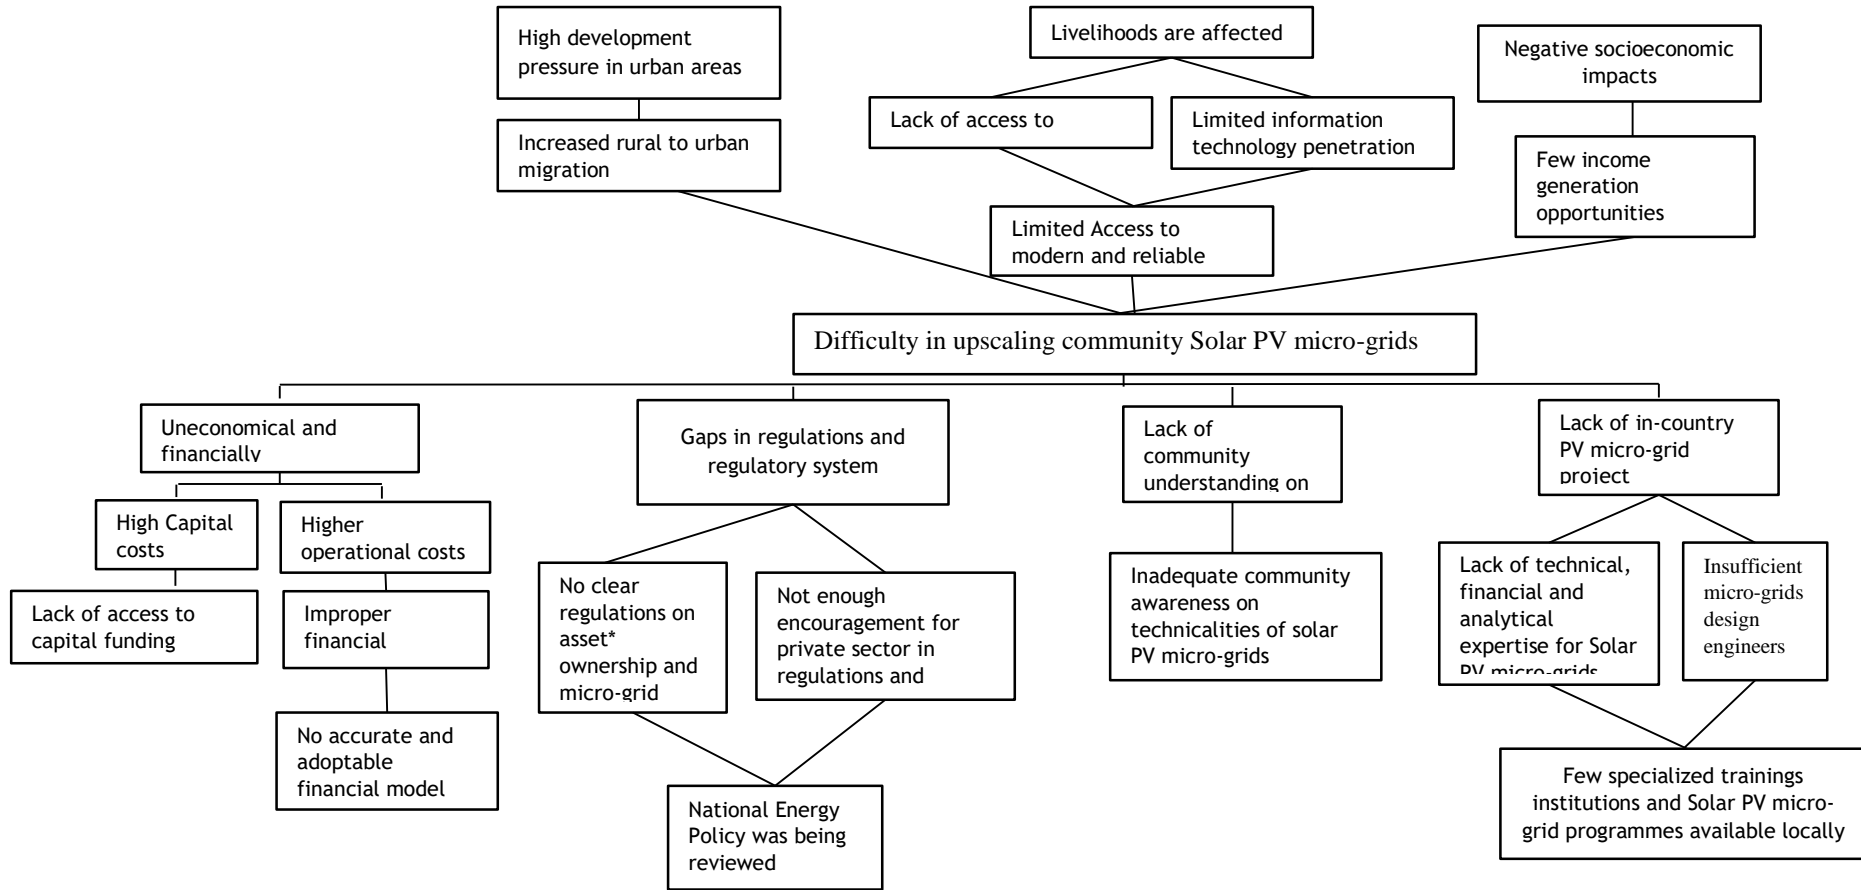 High development
pressure in urban areas
Livelihoods are affected
Negative socioeconomic
impacts
Increased rural to urban
migration
Lack of access to
Limited information
technology penetration
Few income
generation
opportunities
Limited Access to
modern and reliable
Difficulty in upscaling community Solar PV micro-grids
Uneconomical and
financially
Gaps in regulations and
regulatory system
Lack of
community
understanding on
Lack of in-country
PV micro-grid
project
High Capital
costs
Higher
operational costs
No clear
regulations on
asset*
ownership and
micro-grid
Not enough
encouragement for
private sector in
regulations and
Inadequate community
awareness on
technicalities of solar
PV micro-grids
Lack of technical,
financial and
analytical
expertise for Solar
PV micro-grids
Insufficient
micro-grids
design
engineers
Lack of access to
capital funding
Improper
financial
No accurate and
adoptable
financial model
National Energy
Policy was being
reviewed
Few specialized trainings
institutions and Solar PV micro-
grid programmes available locally